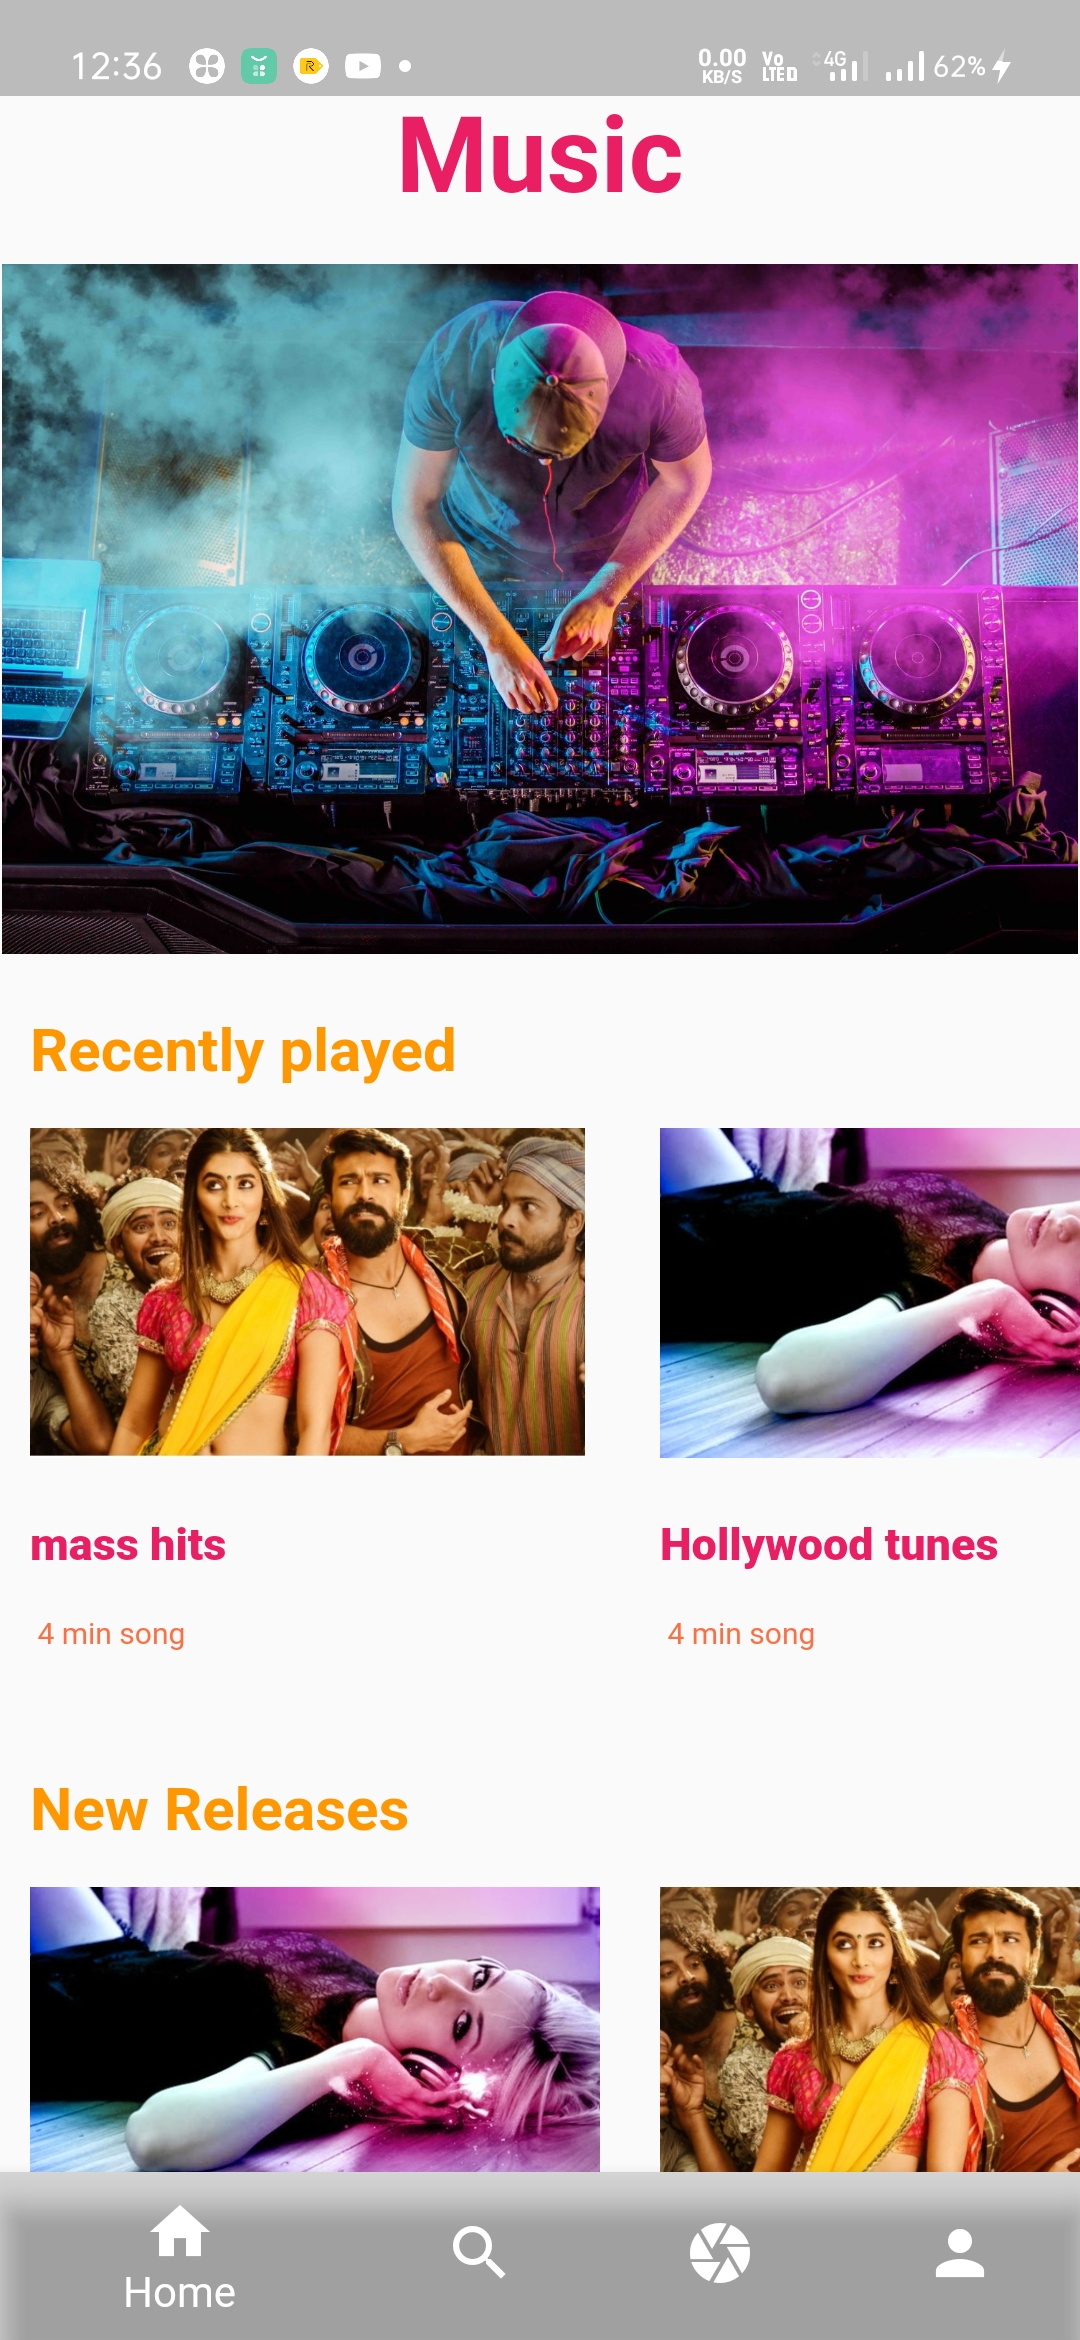 12:36
0.00 KB/S Vo LTE D 4G 62%
Music
Recently played
mass hits
Hollywood tunes
4 min song
4 min song
New Releases
Home